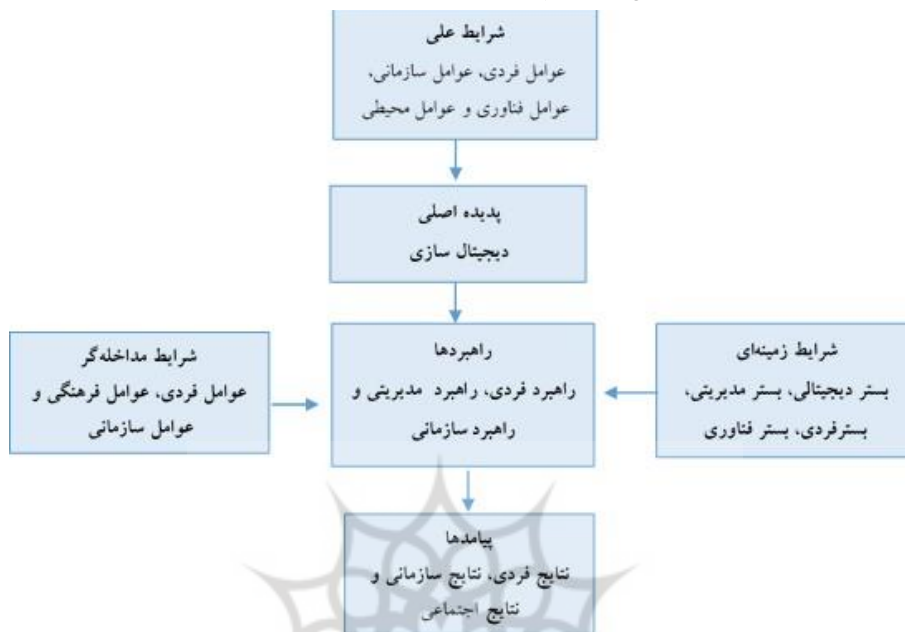 شرایط علی
عوامل فردی، عوامل سازمانی،
عوامل فناوری و عوامل محیطی
پدیده اصلی
دیجیتال سازی
شرایط زمینه‌ای
بستر دیجیتالی، بستر مدیریتی،
بسترفردی، بستر فناوری
راهبردها
راهبرد فردی، راهبرد مدیریتی و
راهبرد سازمانی
شرایط مداخله‌گر
عوامل فردی، عوامل فرهنگی و
عوامل سازمانی
پیامدها
نتایج فردی، نتایج سازمانی و
نتایج اجتماعی